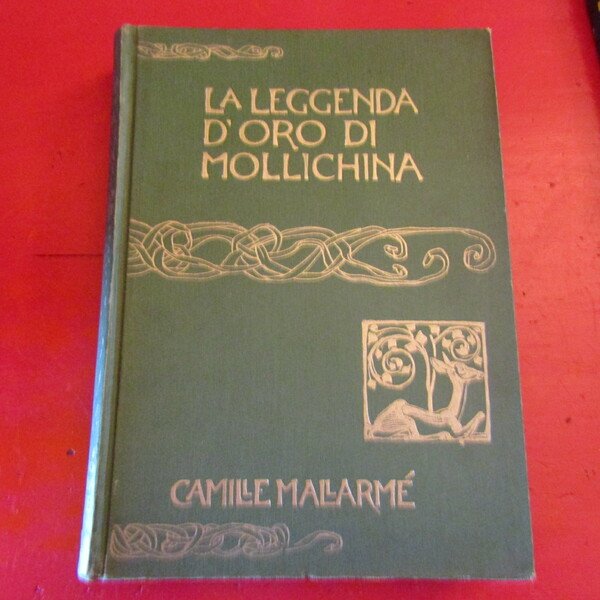 LA LEGGENDA
D'ORO DI
MOLLICHINA
CAMILLE MALLARMÉ